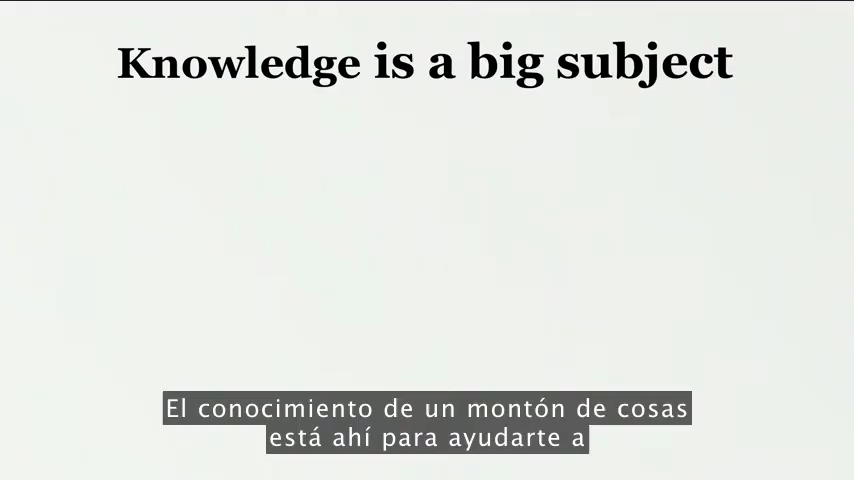 Knowledge is a big subject
El conocimiento de un montón de cosas
está ahí para ayudarte a